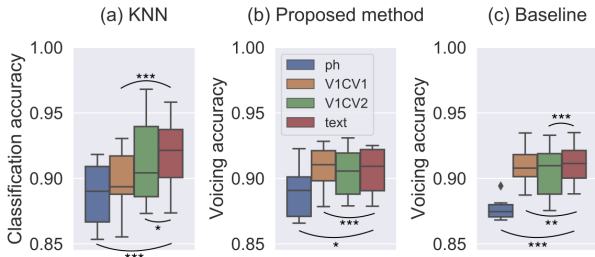 (a) KNN
Classification accuracy
1.00
0.95
0.90
0.85
***
*
***
(b) Proposed method
Voicing accuracy
1.00
0.95
0.90
0.85
ph
V1CV1
V1CV2
text
***
*
(c) Baseline
Voicing accuracy
1.00
0.95
0.90
0.85
***
**
***